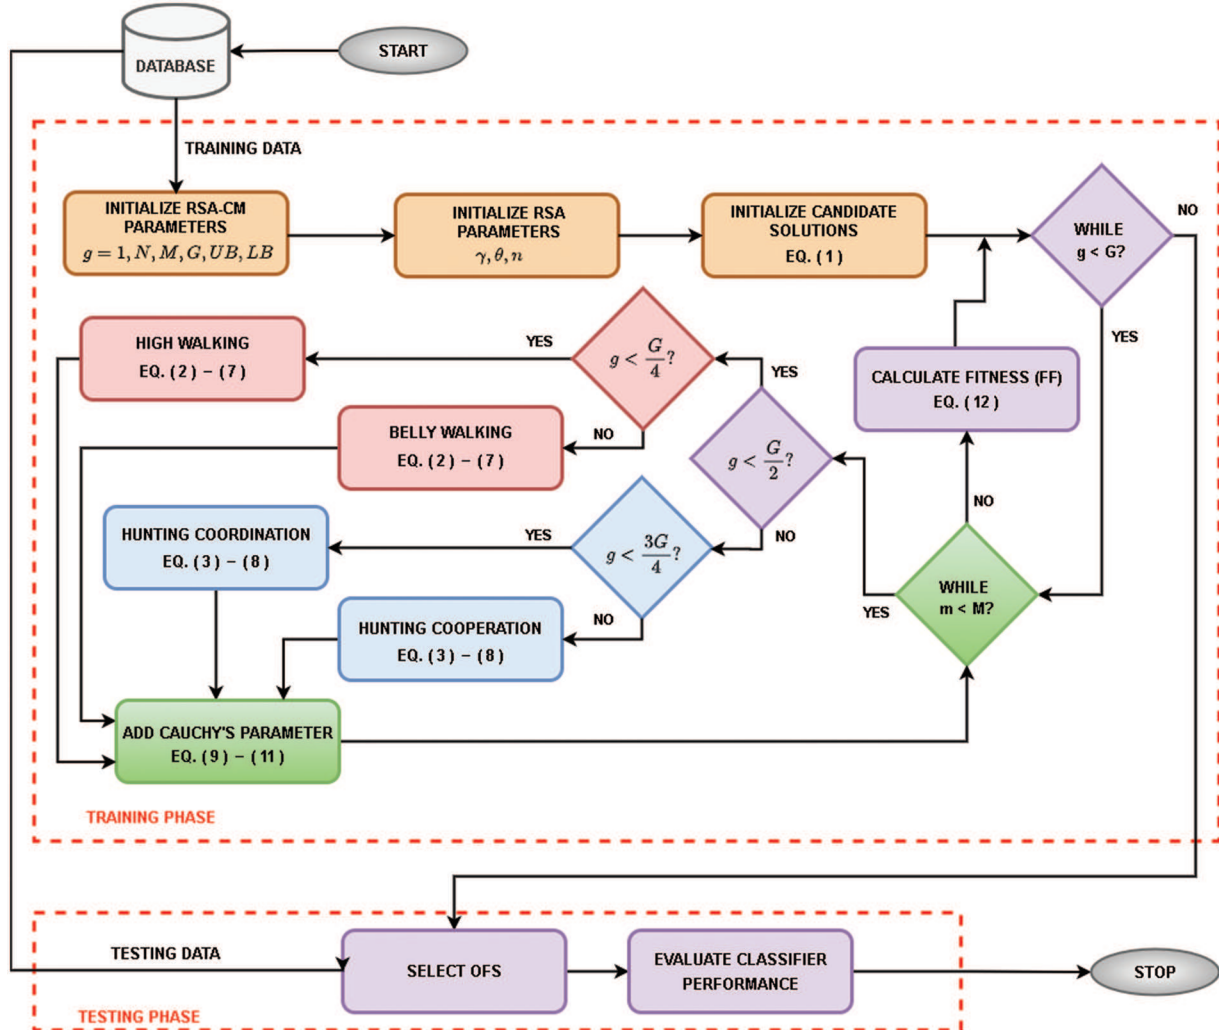 START
DATABASE
TRAINING DATA
INITIALIZE RSA-CM
PARAMETERS
g = 1, N, M, G, UB, LB
INITIALIZE RSA
PARAMETERS
γ, θ, n
INITIALIZE CANDIDATE
SOLUTIONS
EQ. ( 1 )
WHILE
g < G?
NO
YES
HIGH WALKING
EQ. ( 2 ) – ( 7 )
YES
g < G/4?
YES
CALCULATE FITNESS (FF)
EQ. ( 12 )
BELLY WALKING
EQ. ( 2 ) – ( 7 )
NO
g < G/2?
NO
HUNTING COORDINATION
EQ. ( 3 ) – ( 8 )
YES
g < 3G/4?
NO
WHILE
m < M?
YES
HUNTING COOPERATION
EQ. ( 3 ) – ( 8 )
NO
ADD CAUCHY'S PARAMETER
EQ. ( 9 ) – ( 11 )
TRAINING PHASE
TESTING DATA
SELECT OFS
EVALUATE CLASSIFIER
PERFORMANCE
STOP
TESTING PHASE